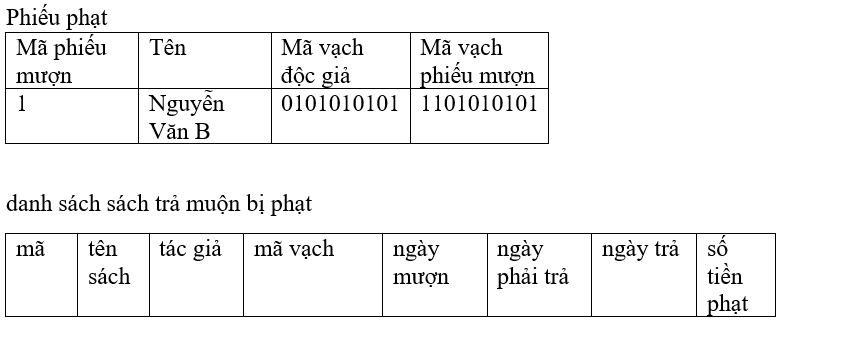 Phiếu phạt
Mã phiếu mượn Tên Mã vạch độc giả Mã vạch phiếu mượn
1 Nguyễn Văn B 0101010101 1101010101
danh sách sách trả muộn bị phạt
mã tên sách tác giả mã vạch ngày mượn ngày phải trả ngày trả số tiền phạt